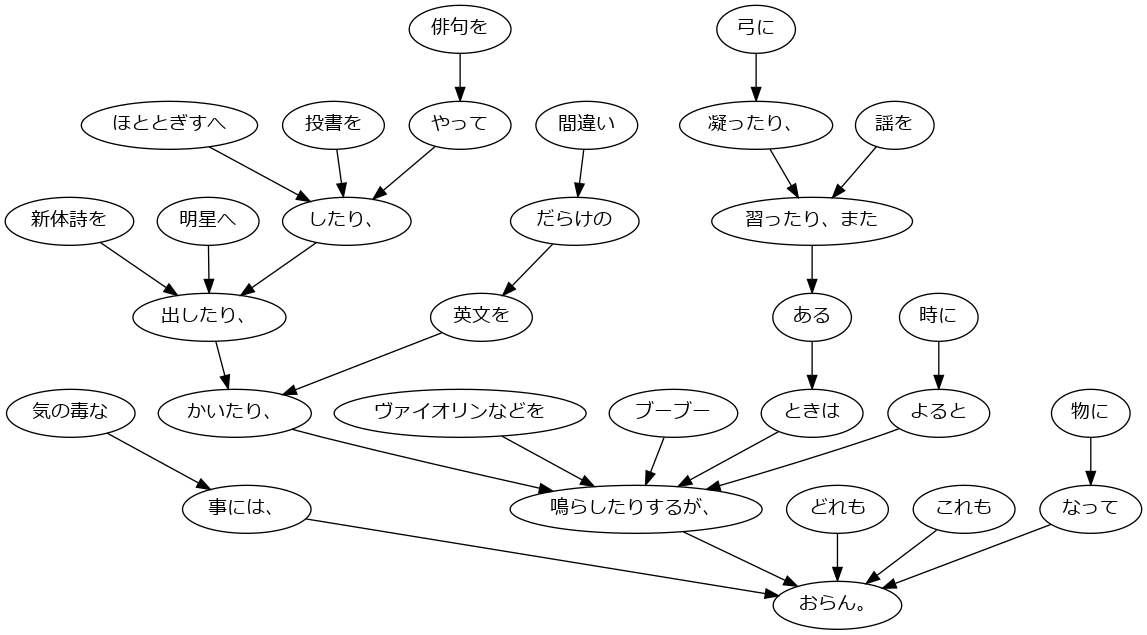 俳句を
弓に
ほととぎすへ
投書を
やって
間違い
凝ったり、
謡を
新体詩を
明星へ
したり、
だらけの
習ったり、また
出したり、
英文を
ある
時に
気の毒な
かいたり、
ヴァイオリンなどを
ブーブー
ときは
よると
物に
事には、
鳴らしたりするが、
どれも
これも
なって
おらん。